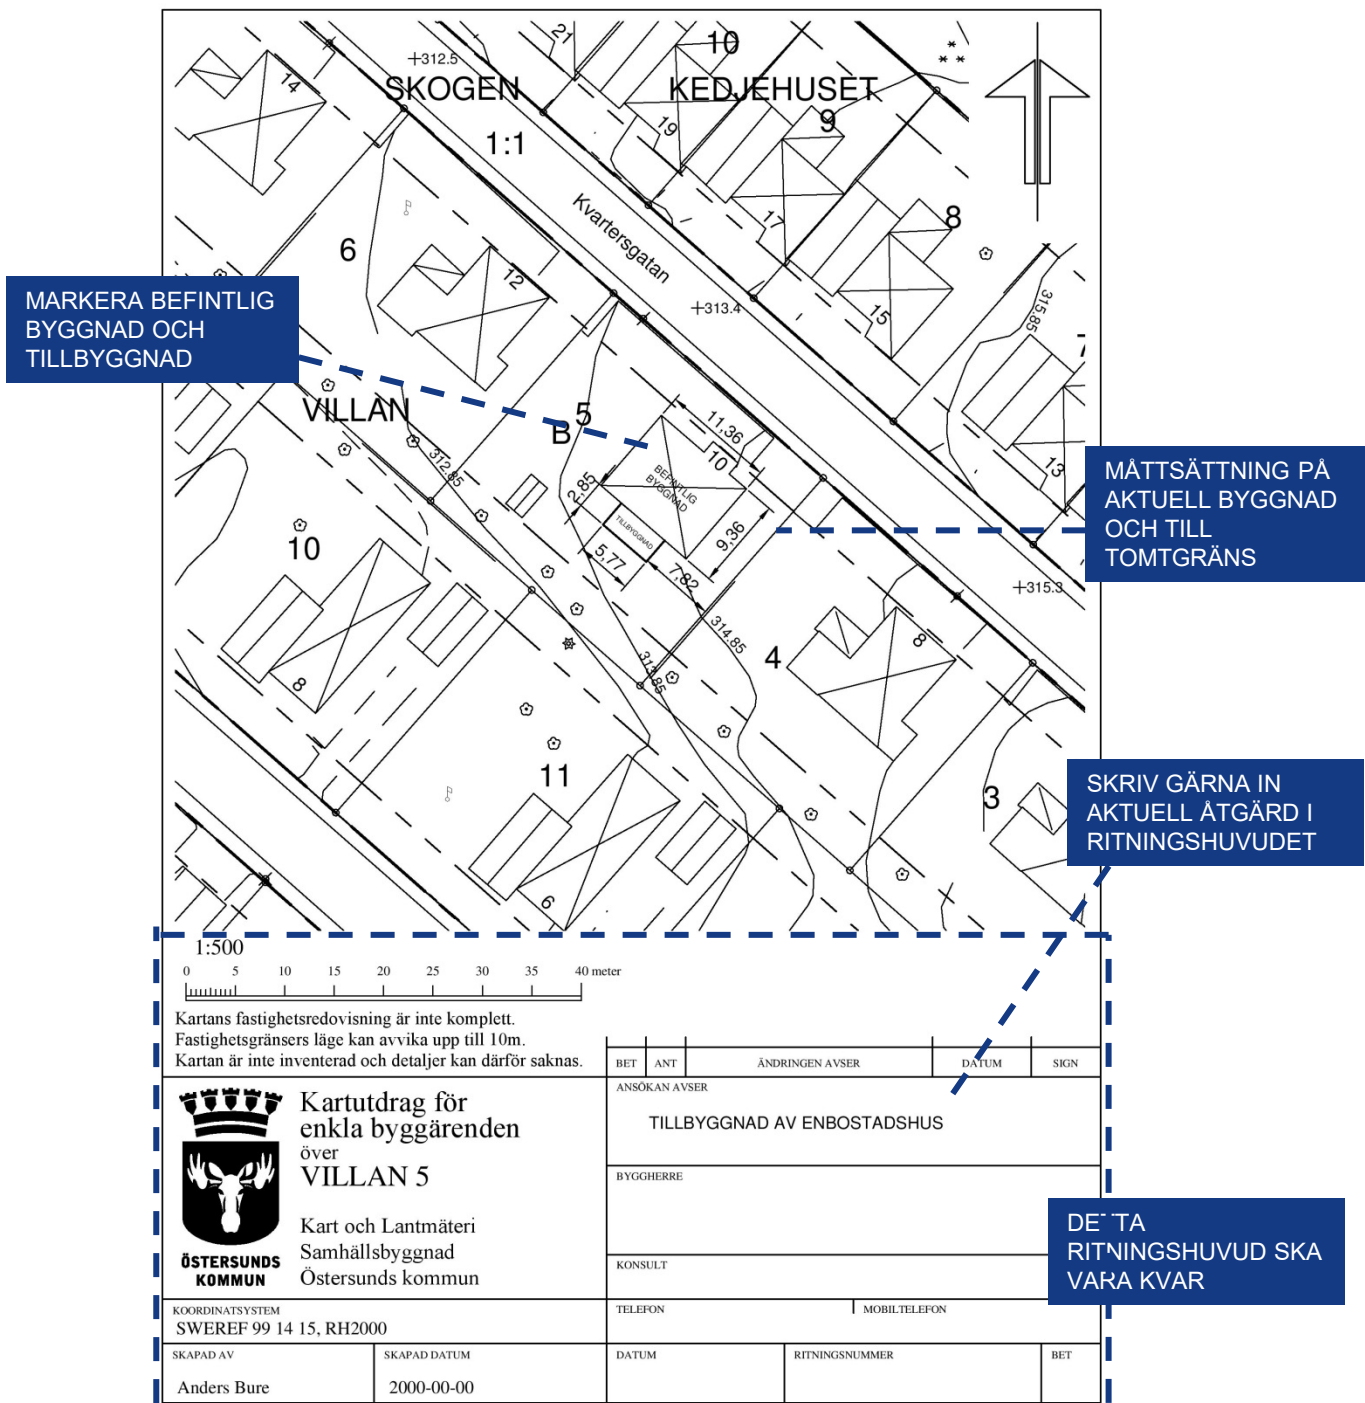 21
10
+312.5
SKOGEN
KEDJEHUSET
14
19
9
1:1
Kvartersgatan
17
8
6
12
+313.4
15
315.85
7
MARKERA BEFINTLIG
BYGGNAD OCH
TILLBYGGNAD
VILLAN
5
B
11,36
10
312.85
BEFINTLIG
BYGGNAD
2,85
TILLBYGGNAD
9,36
5,77
7,82
13
MÅTTSÄTTNING PÅ
AKTUELL BYGGNAD
OCH TILL
TOMTGRÄNS
10
+315.3
314.85
313.85
4
8
8
11
6
3
SKRIV GÄRNA IN
AKTUELL ÅTGÄRD I
RITNINGSHUVUDET
1:500
0 5 10 15 20 25 30 35 40 meter
Kartans fastighetsredovisning är inte komplett.
Fastighetsgränsers läge kan avvika upp till 10m.
Kartan är inte inventerad och detaljer kan därför saknas.
BET ANT ÄNDRINGEN AVSER DATUM SIGN
Kartutdrag för
enkla byggärenden
över
VILLAN 5
Kart och Lantmäteri
Samhällsbyggnad
Östersunds kommun
ÖSTERSUNDS
KOMMUN
ANSÖKAN AVSER
TILLBYGGNAD AV ENBOSTADSHUS
BYGGHERRE
KONSULT
DETTA
RITNINGSHUVUD SKA
VARA KVAR
KOORDINATSYSTEM
SWEREF 99 14 15, RH2000
TELEFON MOBILTELEFON
SKAPAD AV SKAPAD DATUM DATUM RITNINGSNUMMER BET
Anders Bure 2000-00-00